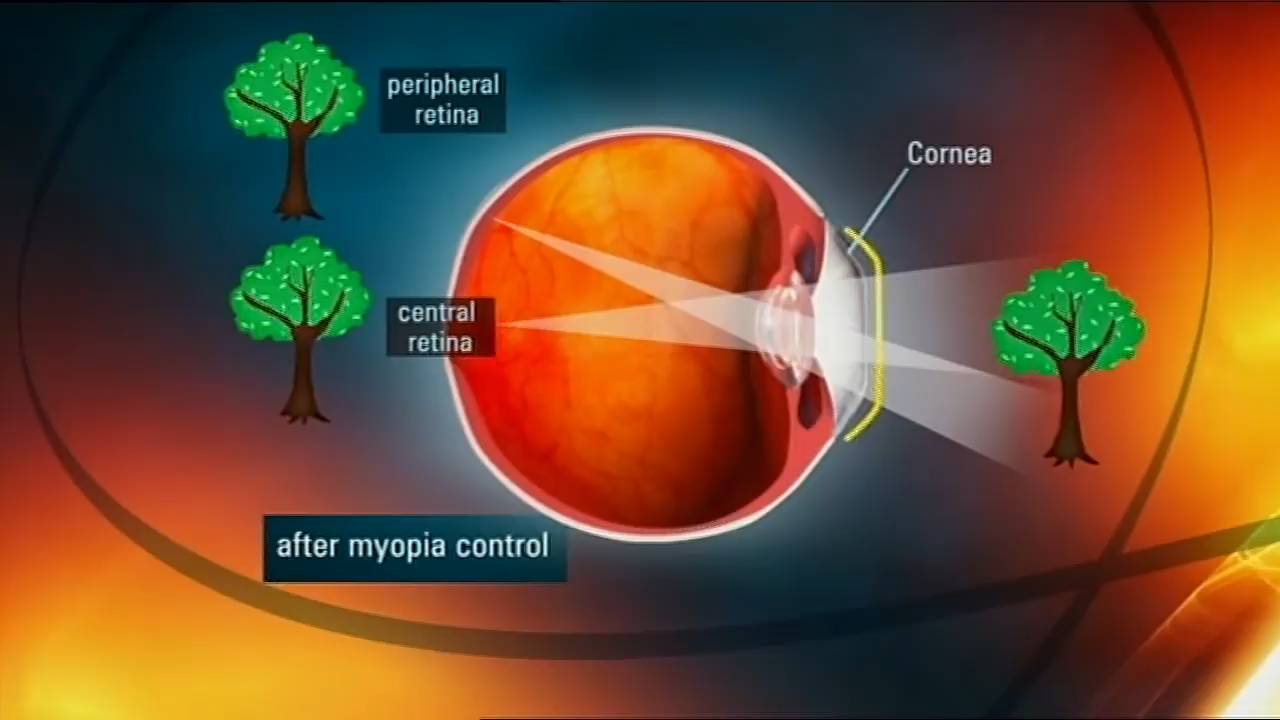 peripheral
retina
Cornea
central
retina
after myopia control